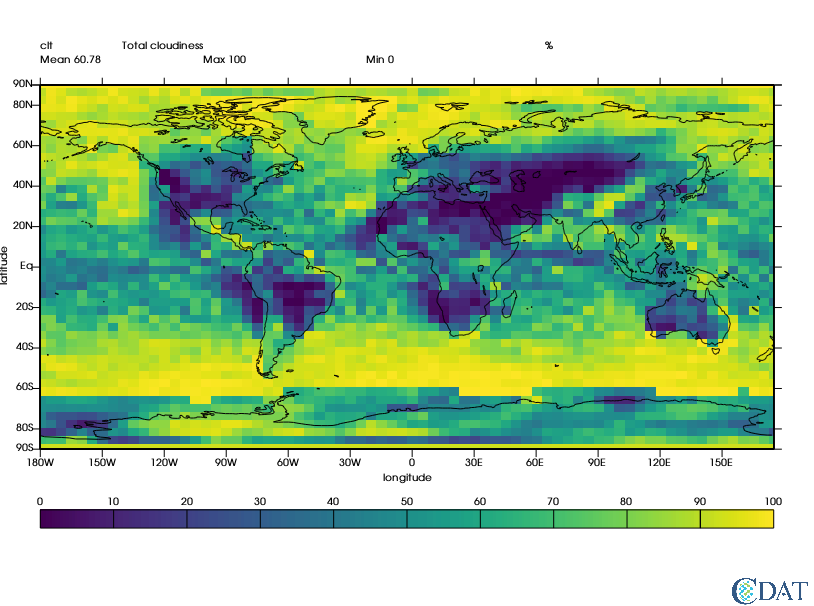 clt Total cloudiness %
Mean 60.78 Max 100 Min 0
90N
80N
60N
40N
20N
Eq
20S
40S
60S
80S
90S
latitude
180W 150W 120W 90W 60W 30W 0 30E 60E 90E 120E 150E
longitude
0 10 20 30 40 50 60 70 80 90 100
CDAT